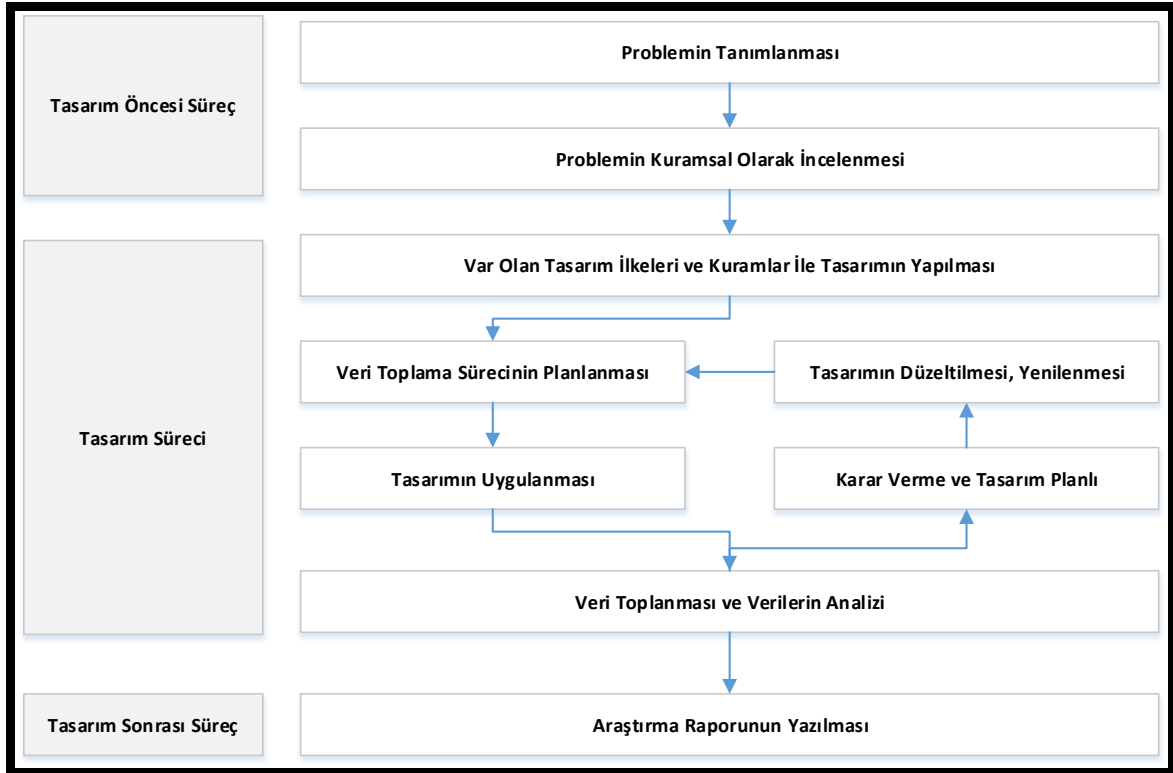 Problemin Tanımlanması
Tasarım Öncesi Süreç
Problemin Kuramsal Olarak İncelenmesi
Var Olan Tasarım İlkeleri ve Kuramlar İle Tasarımın Yapılması
Veri Toplama Sürecinin Planlanması
Tasarımın Düzeltilmesi, Yenilenmesi
Tasarım Süreci
Tasarımın Uygulanması
Karar Verme ve Tasarım Planlı
Veri Toplanması ve Verilerin Analizi
Tasarım Sonrası Süreç
Araştırma Raporunun Yazılması